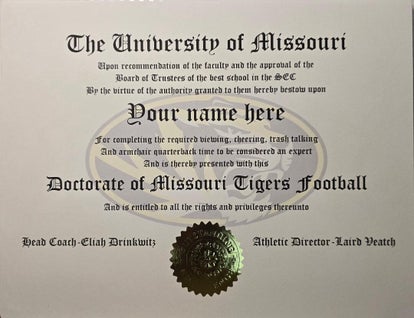 The University of Missouri
Upon recommendation of the faculty and the approval of the
Board of Trustees of the best school in the SEC
By the virtue of the authority granted to them hereby bestow upon
Your name here
For completing the required viewing, cheering, trash talking
And armchair quarterback time to be considered an expert
And is thereby presented with this
Doctorate of Missouri Tigers Football
And is entitled to all the rights and privileges thereunto
Head Coach-Eliah Drinkwitz
Athletic Director-Laird Veatch